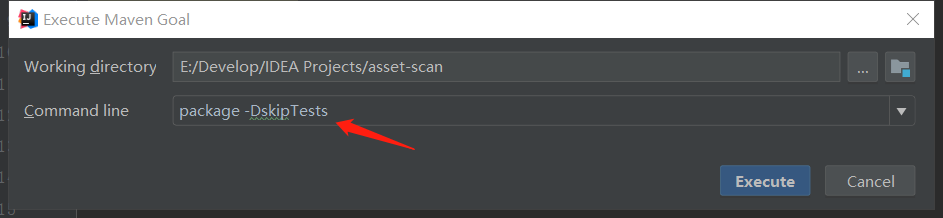 Execute Maven Goal
Working directory E:/Develop/IDEA Projects/asset-scan ...
Command line package -DskipTests
Execute Cancel